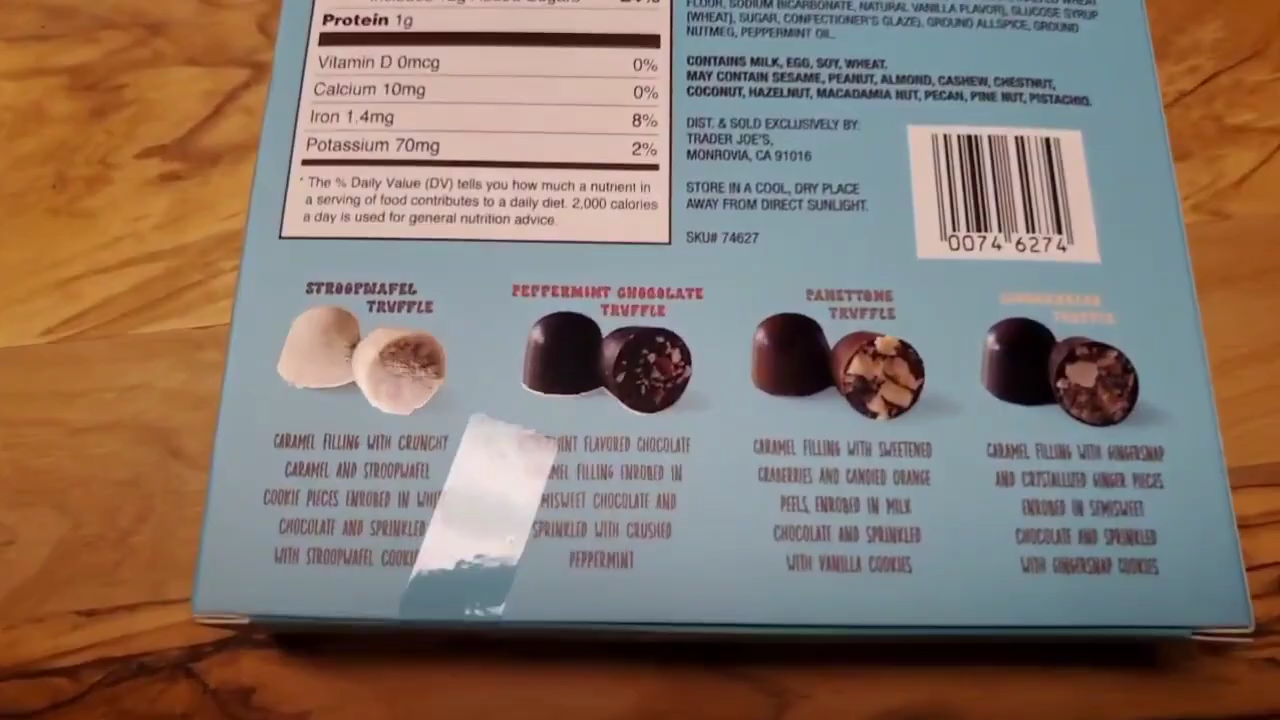 Protein 1g
Vitamin D 0mcg 0%
Calcium 10mg 0%
Iron 1.4mg 8%
Potassium 70mg 2%
* The % Daily Value (DV) tells you how much a nutrient in
a serving of food contributes to a daily diet. 2,000 calories
a day is used for general nutrition advice.
FLOUR, SODIUM BICARBONATE, NATURAL VANILLA FLAVOR), GLUCOSE SYRUP
(WHEAT), SUGAR, CONFECTIONER'S GLAZE), GROUND ALLSPICE, GROUND
NUTMEG, PEPPERMINT OIL.
CONTAINS MILK, EGG, SOY, WHEAT.
MAY CONTAIN SESAME, PEANUT, ALMOND, CASHEW, CHESTNUT,
COCONUT, HAZELNUT, MACADAMIA NUT, PECAN, PINE NUT, PISTACHIO.
DIST. & SOLD EXCLUSIVELY BY:
TRADER JOE'S,
MONROVIA, CA 91016
STORE IN A COOL, DRY PLACE
AWAY FROM DIRECT SUNLIGHT.
SKU# 74627
0074 6274
STROOPWAFEL
TRUFFLE
CARAMEL FILLING WITH CRUNCHY
CARAMEL AND STROOPWAFEL
COOKIE PIECES ENROBED IN
CHOCOLATE AND SPRINKLED
WITH STROOPWAFEL
PEPPERMINT CHOCOLATE
TRUFFLE
FLAVORED CHOCOLATE
FILLING ENROBED IN
CHOCOLATE AND
SPRINKLED WITH CRUSHED
PEPPERMINT
PANETTONE
TRUFFLE
CARAMEL FILLING WITH SWEETENED
CRABERRIES AND CANDIED ORANGE
PEELS, ENROBED IN MILK
CHOCOLATE AND SPRINKLED
WITH VANILLA COOKIES
TRUFFLE
CARAMEL FILLING WITH GINGERSNAP
AND CRYSTALLIZED GINGER PIECES
ENROBED IN SEMISWEET
CHOCOLATE AND SPRINKLED
WITH GINGERSNAP COOKIES